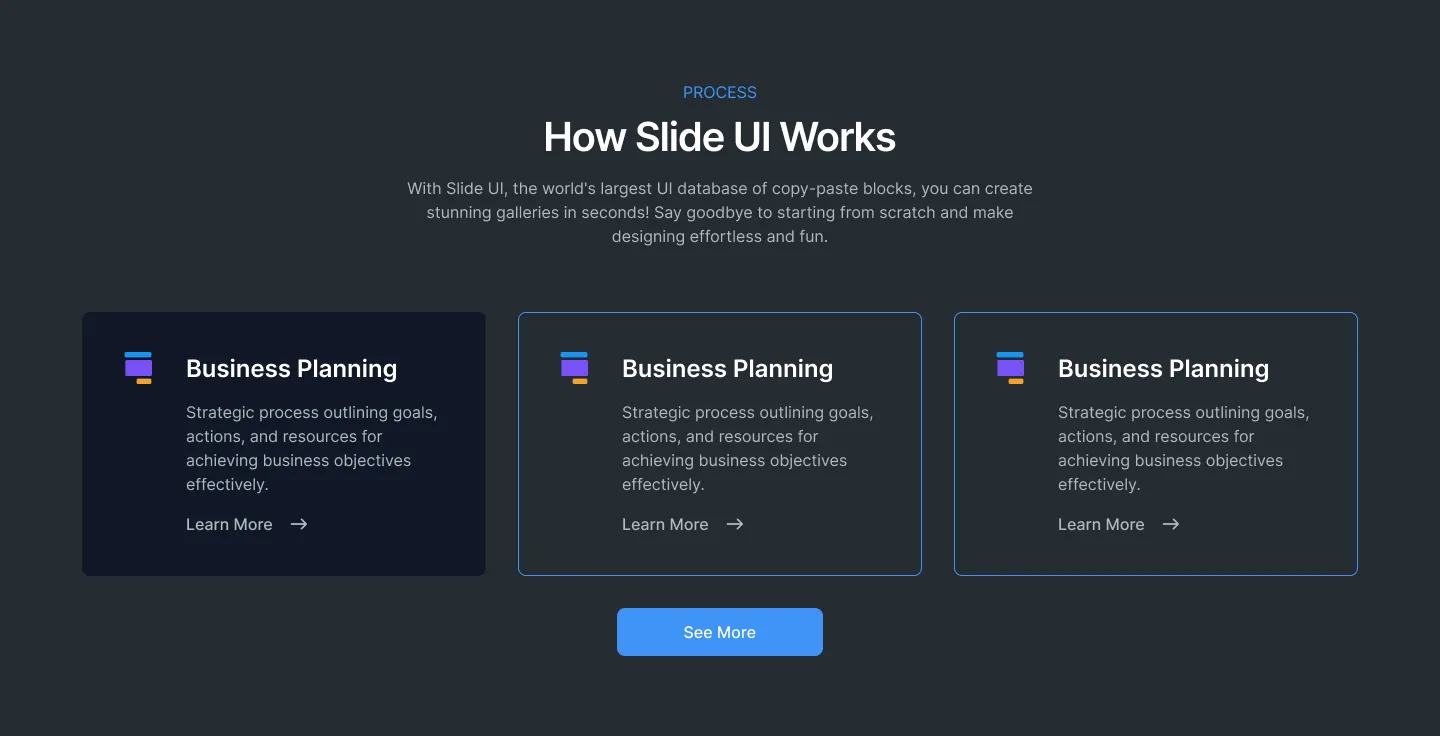 PROCESS
How Slide UI Works
With Slide UI, the world's largest UI database of copy-paste blocks, you can create
stunning galleries in seconds! Say goodbye to starting from scratch and make
designing effortless and fun.
Business Planning
Strategic process outlining goals,
actions, and resources for
achieving business objectives
effectively.
Learn More
Business Planning
Strategic process outlining goals,
actions, and resources for
achieving business objectives
effectively.
Learn More
Business Planning
Strategic process outlining goals,
actions, and resources for
achieving business objectives
effectively.
Learn More
See More